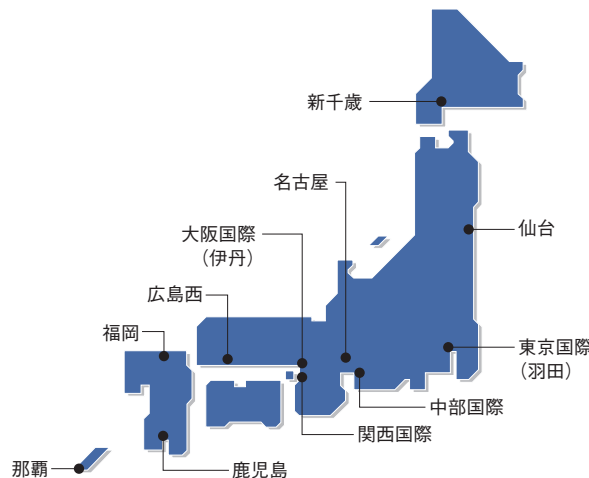 新千歳
名古屋
仙台
大阪国際
（伊丹）
広島西
福岡
東京国際
（羽田）
中部国際
関西国際
那覇
鹿児島